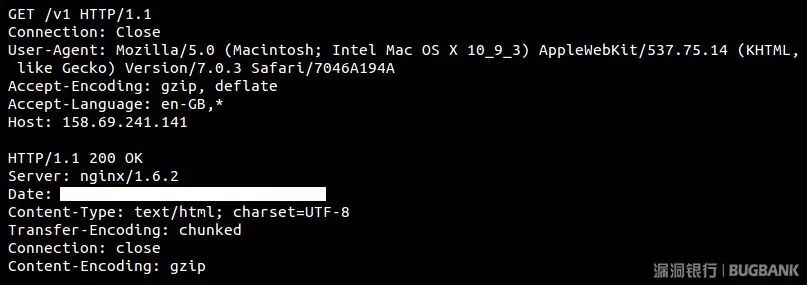 GET /v1 HTTP/1.1
Connection: Close
User-Agent: Mozilla/5.0 (Macintosh; Intel Mac OS X 10_9_3) AppleWebKit/537.75.14 (KHTML,
like Gecko) Version/7.0.3 Safari/7046A194A
Accept-Encoding: gzip, deflate
Accept-Language: en-GB,*
Host: 158.69.241.141

HTTP/1.1 200 OK
Server: nginx/1.6.2
Date:
Content-Type: text/html; charset=UTF-8
Transfer-Encoding: chunked
Connection: close
Content-Encoding: gzip
漏洞银行 | BUGBANK